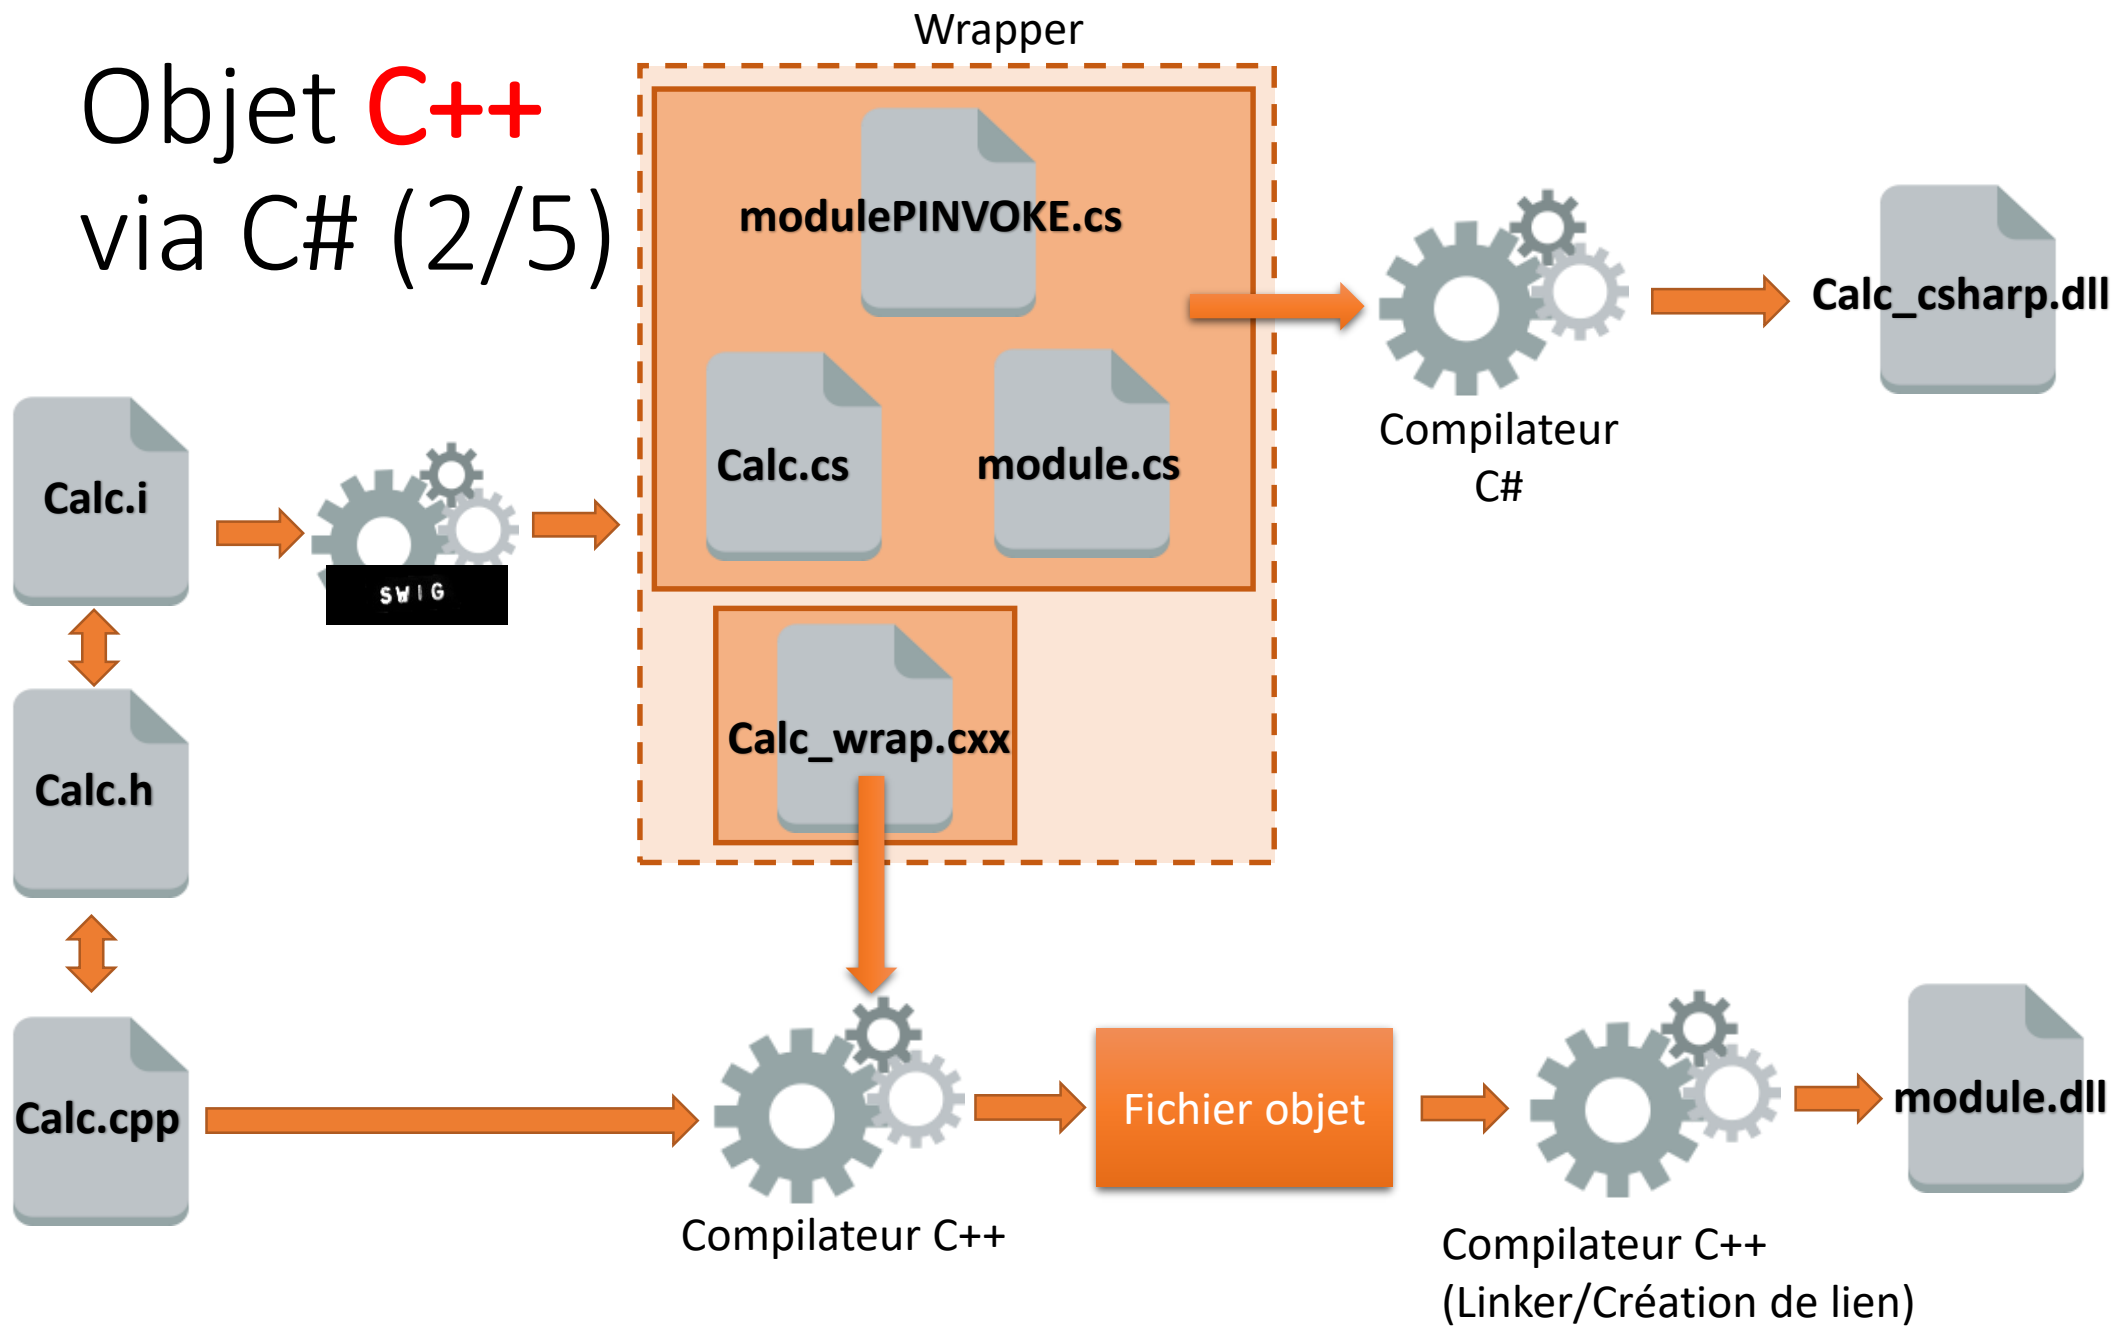 Objet C++
via C# (2/5)
Wrapper
modulePINVOKE.cs
Calc.cs
module.cs
Compilateur
C#
Calc_csharp.dll
Calc.i
SWIG
Calc.h
Calc_wrap.cxx
Calc.cpp
Compilateur C++
Fichier objet
Compilateur C++
(Linker/Création de lien)
module.dll